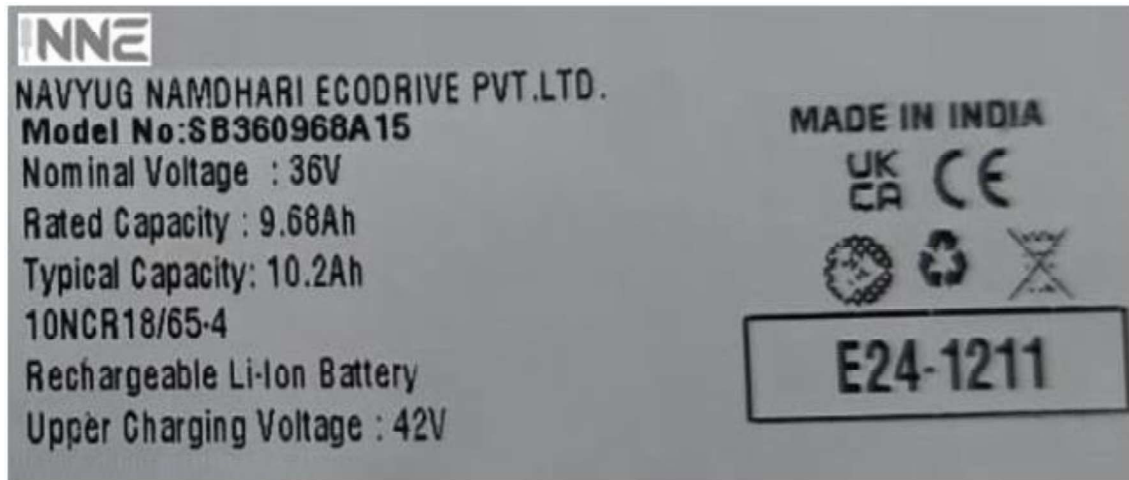 NNE
NAVYUG NAMDHARI ECODRIVE PVT.LTD.
Model No:SB360968A15
Nominal Voltage : 36V
Rated Capacity : 9.68Ah
Typical Capacity: 10.2Ah
10NCR18/65-4
Rechargeable Li-Ion Battery
Upper Charging Voltage : 42V
MADE IN INDIA
UK
CA CE
E24-1211